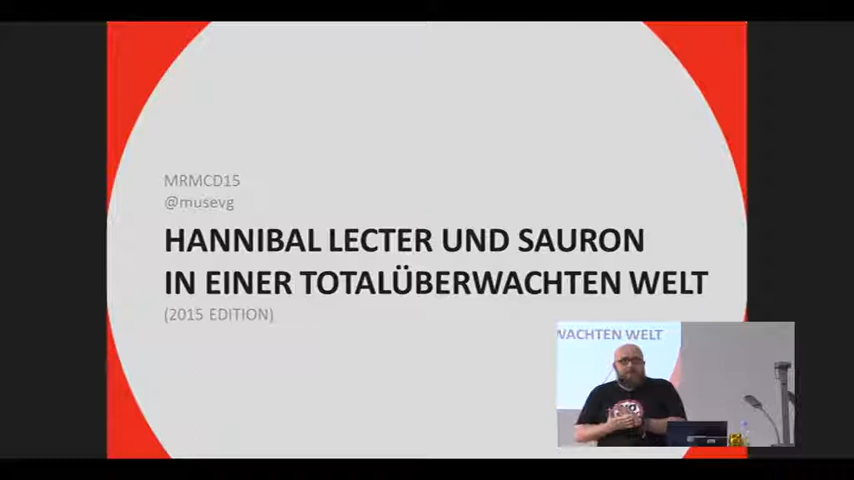 MRMCD15
@musevg
HANNIBAL LECTER UND SAURON
IN EINER TOTALÜBERWACHTEN WELT
(2015 EDITION)
WACHTEN WELT